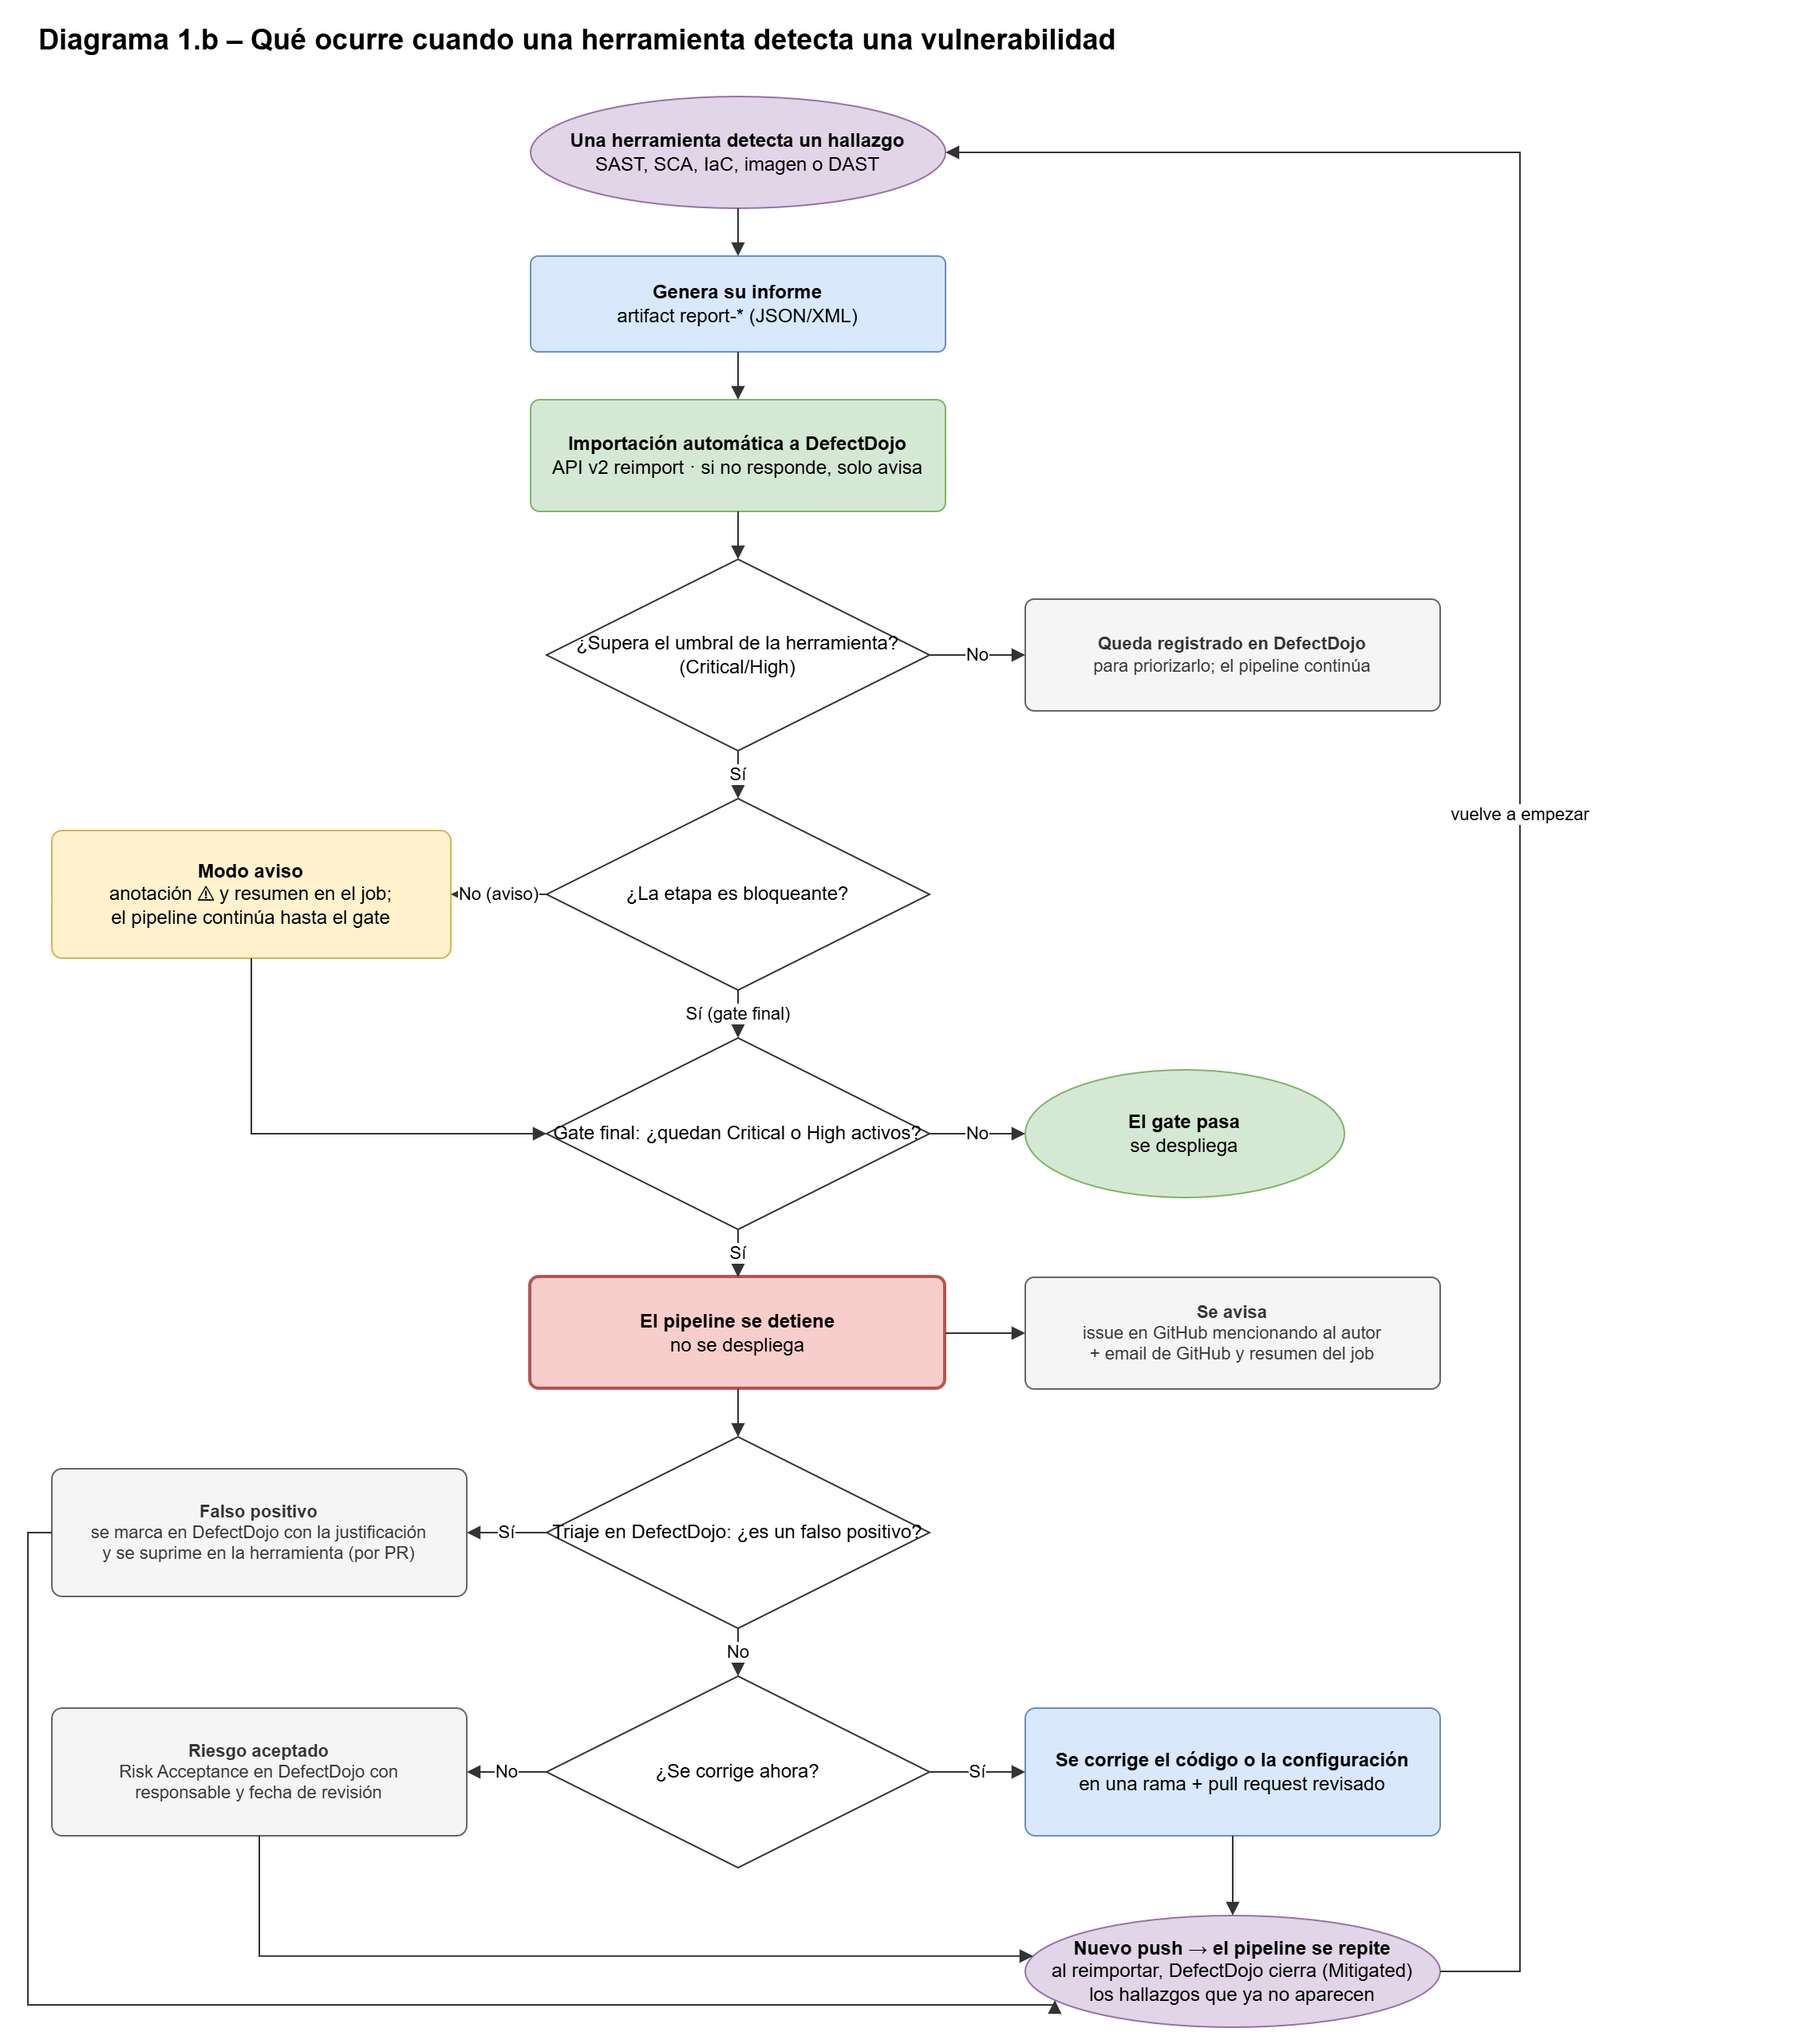 Diagrama 1.b – Qué ocurre cuando una herramienta detecta una vulnerabilidad
Una herramienta detecta un hallazgo
SAST, SCA, IaC, imagen o DAST
Genera su informe
artifact report-* (JSON/XML)
Importación automática a DefectDojo
API v2 reimport · si no responde, solo avisa
¿Supera el umbral de la herramienta?
(Critical/High)
No
Queda registrado en DefectDojo
para priorizarlo; el pipeline continúa
Sí
vuelve a empezar
Modo aviso
anotación ⚠ y resumen en el job;
el pipeline continúa hasta el gate
No (aviso)
¿La etapa es bloqueante?
Sí (gate final)
Gate final: ¿quedan Critical o High activos?
No
El gate pasa
se despliega
Sí
El pipeline se detiene
no se despliega
Se avisa
issue en GitHub mencionando al autor
+ email de GitHub y resumen del job
Falso positivo
se marca en DefectDojo con la justificación
y se suprime en la herramienta (por PR)
Sí
Triaje en DefectDojo: ¿es un falso positivo?
No
Riesgo aceptado
Risk Acceptance en DefectDojo con
responsable y fecha de revisión
No
¿Se corrige ahora?
Sí
Se corrige el código o la configuración
en una rama + pull request revisado
Nuevo push → el pipeline se repite
al reimportar, DefectDojo cierra (Mitigated)
los hallazgos que ya no aparecen